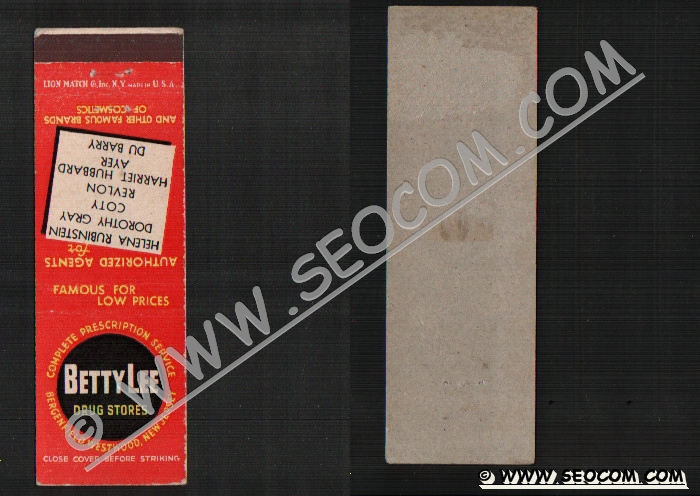 LION MATCH Co., Inc. N.Y. MADE IN U.S.A.
AUTHORIZED AGENTS
for
HELENA RUBINSTEIN
DOROTHY GRAY
COTY
REVLON
HARRIET HUBBARD
AYER
DU BARRY
AND OTHER FAMOUS BRANDS
OF COSMETICS
FAMOUS FOR
LOW PRICES
COMPLETE PRESCRIPTION SERVICE
BETTY LEE
DRUG STORES
BERGENFIELD, WESTWOOD, NEW JERSEY
CLOSE COVER BEFORE STRIKING
© WWW.SEOCOM.COM
© WWW.SEOCOM.COM